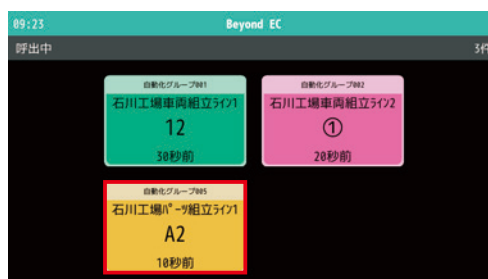 09:23
Beyond EC
呼出中
3件
自動化グループ001
石川工場車両組立ﾗｲﾝ1
12
30秒前
自動化グループ002
石川工場車両組立ﾗｲﾝ2
①
20秒前
自動化グループ005
石川工場ﾊﾟｰﾂ組立ﾗｲﾝ1
A2
10秒前